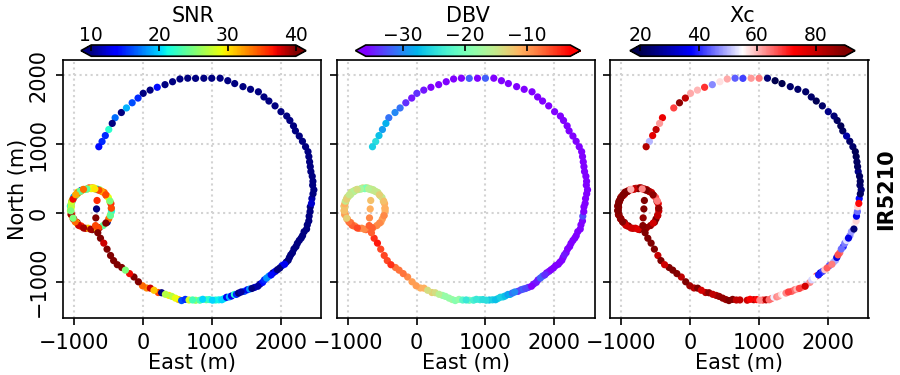 SNR DBV Xc
10 20 30 40 −30 −20 −10 20 40 60 80
2000
1000
0
−1000
North (m)
IR5210
−1000 0 1000 2000 −1000 0 1000 2000 −1000 0 1000 2000
East (m) East (m) East (m)